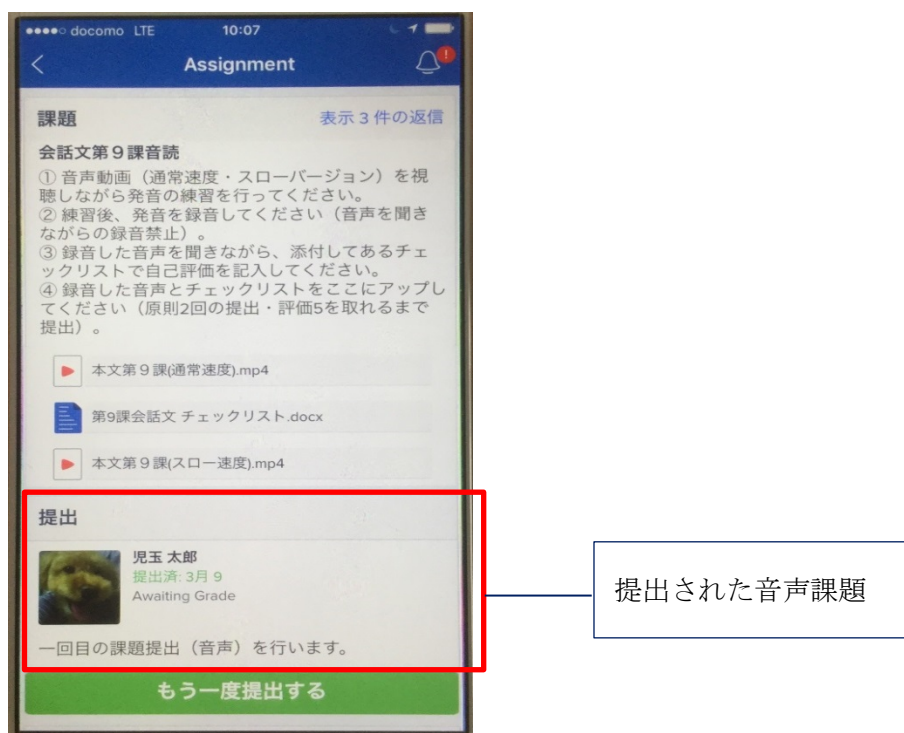 docomo LTE 10:07
Assignment
!
課題 表示 3 件の返信
会話文第９課音読
① 音声動画（通常速度・スローバージョン）を視
聴しながら発音の練習を行ってください。
② 練習後、発音を録音してください（音声を聞き
ながらの録音禁止）。
③ 録音した音声を聞きながら、添付してあるチェ
ックリストで自己評価を記入してください。
④ 録音した音声とチェックリストをここにアップし
てください（原則2回の提出・評価5を取れるまで
提出）。
本文第９課(通常速度).mp4
第9課会話文 チェックリスト.docx
本文第９課(スロー速度).mp4
提出
児玉 太郎
提出済: 3月 9
Awaiting Grade
一回目の課題提出（音声）を行います。
もう一度提出する
提出された音声課題